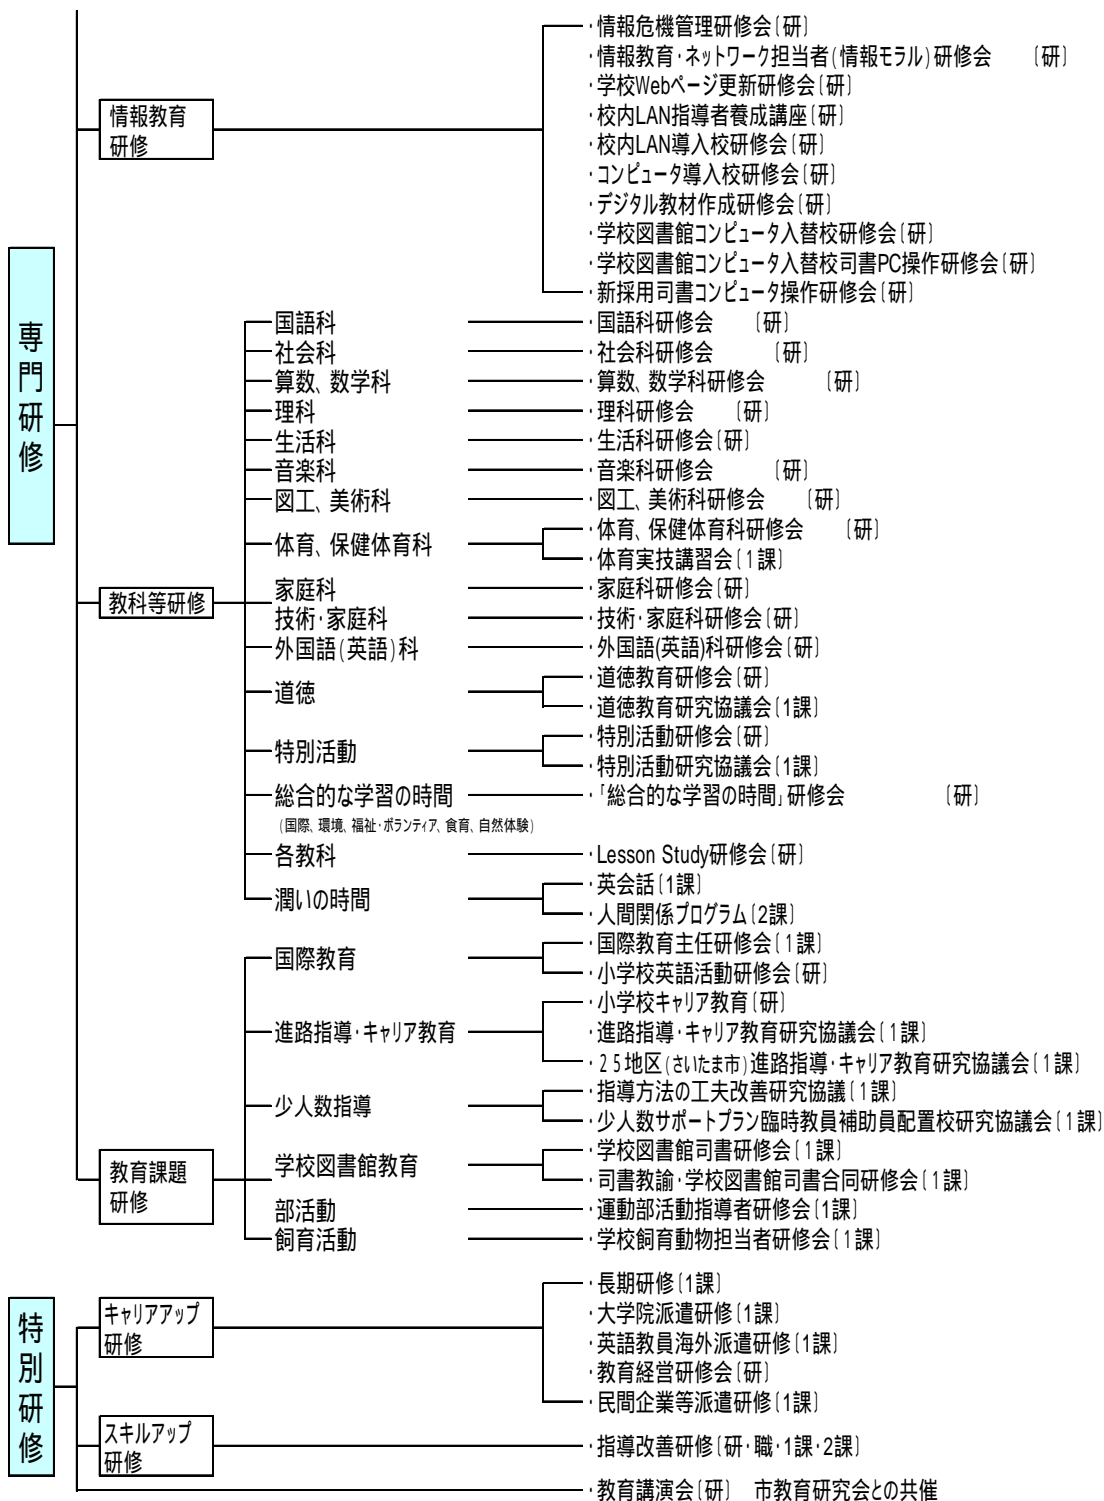 ・情報危機管理研修会〔研〕
・情報教育・ネットワーク担当者(情報モラル)研修会　　〔研〕
・学校Webページ更新研修会〔研〕
情報教育
研修
・校内LAN指導者養成講座〔研〕
・校内LAN導入校研修会〔研〕
・コンピュータ導入校研修会〔研〕
・デジタル教材作成研修会〔研〕
・学校図書館コンピュータ入替校研修会〔研〕
・学校図書館コンピュータ入替校司書PC操作研修会〔研〕
・新採用司書コンピュータ操作研修会〔研〕
専門研修
国語科 ・国語科研修会　　〔研〕
社会科 ・社会科研修会　　　〔研〕
算数、数学科 ・算数、数学科研修会　　　〔研〕
理科 ・理科研修会　　〔研〕
生活科 ・生活科研修会〔研〕
音楽科 ・音楽科研修会　　　〔研〕
図工、美術科 ・図工、美術科研修会　　〔研〕
体育、保健体育科 ・体育、保健体育科研修会　　〔研〕
・体育実技講習会〔1課〕
教科等研修
家庭科 ・家庭科研修会〔研〕
技術・家庭科 ・技術・家庭科研修会〔研〕
外国語(英語)科 ・外国語(英語)科研修会〔研〕
道徳 ・道徳教育研修会〔研〕
・道徳教育研究協議会〔1課〕
特別活動 ・特別活動研修会〔研〕
・特別活動研究協議会〔1課〕
総合的な学習の時間 ・「総合的な学習の時間」研修会　　　　　〔研〕
(国際、環境、福祉・ボランティア、食育、自然体験)
各教科 ・Lesson Study研修会〔研〕
潤いの時間 ・英会話〔1課〕
・人間関係プログラム〔2課〕
国際教育 ・国際教育主任研修会〔1課〕
・小学校英語活動研修会〔研〕
進路指導・キャリア教育 ・小学校キャリア教育〔研〕
・進路指導・キャリア教育研究協議会〔1課〕
・25地区(さいたま市)進路指導・キャリア教育研究協議会〔1課〕
少人数指導 ・指導方法の工夫改善研究協議〔1課〕
・少人数サポートプラン臨時教員補助員配置校研究協議会〔1課〕
教育課題
研修
学校図書館教育 ・学校図書館司書研修会〔1課〕
・司書教諭・学校図書館司書合同研修会〔1課〕
部活動 ・運動部活動指導者研修会〔1課〕
飼育活動 ・学校飼育動物担当者研修会〔1課〕
特別研修
キャリアアップ
研修
・長期研修〔1課〕
・大学院派遣研修〔1課〕
・英語教員海外派遣研修〔1課〕
・教育経営研修会〔研〕
・民間企業等派遣研修〔1課〕
スキルアップ
研修
・指導改善研修〔研・職・1課・2課〕
・教育講演会〔研〕　市教育研究会との共催